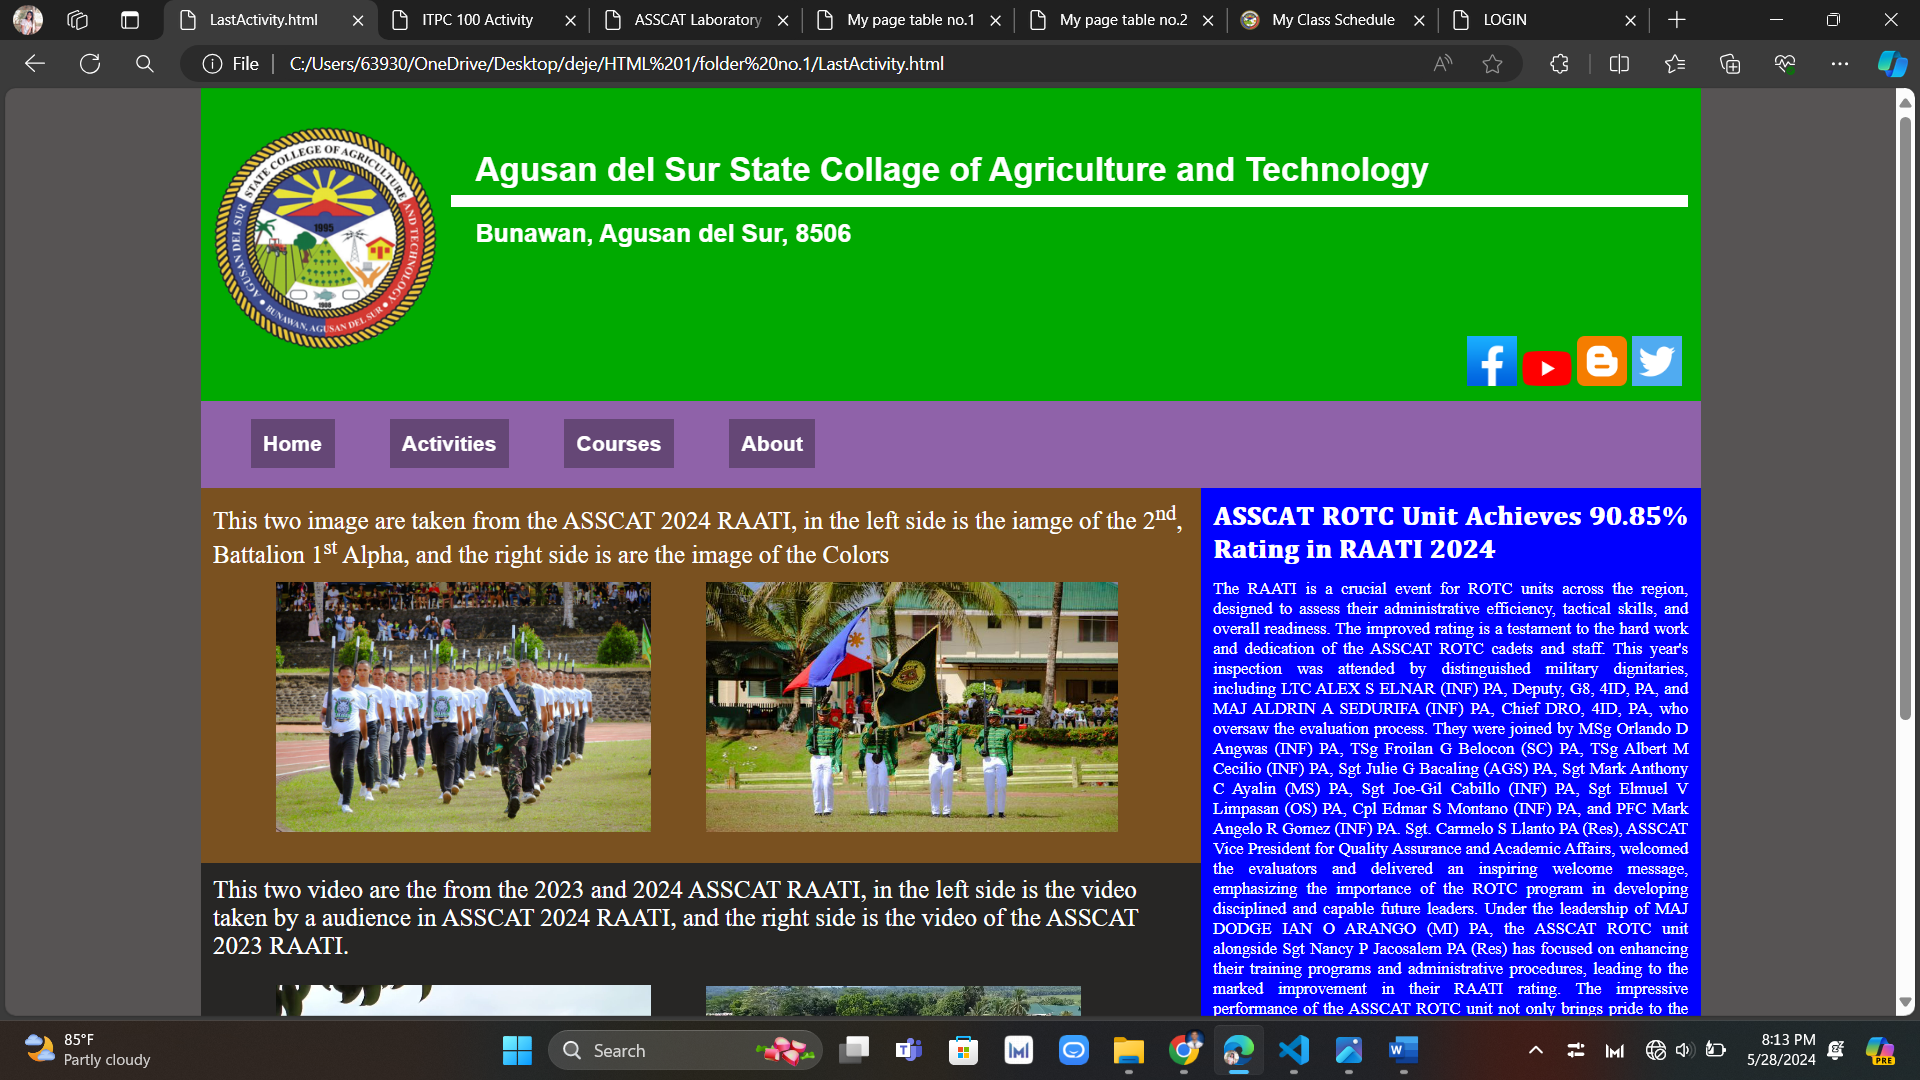 LastActivity.html
ITPC 100 Activity
ASSCAT Laboratory
My page table no.1
My page table no.2
My Class Schedule
LOGIN
File
C:/Users/63930/OneDrive/Desktop/deje/HTML%201/folder%20no.1/LastActivity.html
AGUSAN DEL SUR STATE COLLEGE OF AGRICULTURE AND TECHNOLOGY
1995
1908
BUNAWAN, AGUSAN DEL SUR
Agusan del Sur State Collage of Agriculture and Technology
Bunawan, Agusan del Sur, 8506
Home
Activities
Courses
About
This two image are taken from the ASSCAT 2024 RAATI, in the left side is the iamge of the 2nd,
Battalion 1st Alpha, and the right side is are the image of the Colors
This two video are the from the 2023 and 2024 ASSCAT RAATI, in the left side is the video
taken by a audience in ASSCAT 2024 RAATI, and the right side is the video of the ASSCAT
2023 RAATI.
ASSCAT ROTC Unit Achieves 90.85%
Rating in RAATI 2024
The RAATI is a crucial event for ROTC units across the region,
designed to assess their administrative efficiency, tactical skills, and
overall readiness. The improved rating is a testament to the hard work
and dedication of the ASSCAT ROTC cadets and staff. This year's
inspection was attended by distinguished military dignitaries,
including LTC ALEX S ELNAR (INF) PA, Deputy, G8, 4ID, PA, and
MAJ ALDRIN A SEDURIFA (INF) PA, Chief DRO, 4ID, PA, who
oversaw the evaluation process. They were joined by MSg Orlando D
Angwas (INF) PA, TSg Froilan G Belocon (SC) PA, TSg Albert M
Cecilio (INF) PA, Sgt Julie G Bacaling (AGS) PA, Sgt Mark Anthony
C Ayalin (MS) PA, Sgt Joe-Gil Cabillo (INF) PA, Sgt Elmuel V
Limpasan (OS) PA, Cpl Edmar S Montano (INF) PA, and PFC Mark
Angelo R Gomez (INF) PA. Sgt. Carmelo S Llanto PA (Res), ASSCAT
Vice President for Quality Assurance and Academic Affairs, welcomed
the evaluators and delivered an inspiring welcome message,
emphasizing the importance of the ROTC program in developing
disciplined and capable future leaders. Under the leadership of MAJ
DODGE IAN O ARANGO (MI) PA, the ASSCAT ROTC unit
alongside Sgt Nancy P Jacosalem PA (Res) has focused on enhancing
their training programs and administrative procedures, leading to the
marked improvement in their RAATI rating. The impressive
performance of the ASSCAT ROTC unit not only brings pride to the
85°F
Partly cloudy
Search
8:13 PM
5/28/2024
PRE